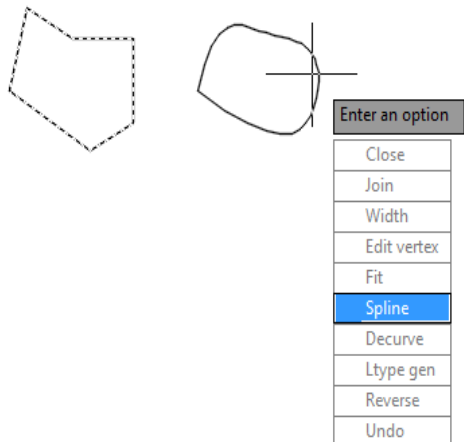 Enter an option
Close
Join
Width
Edit vertex
Fit
Spline
Decurve
Ltype gen
Reverse
Undo